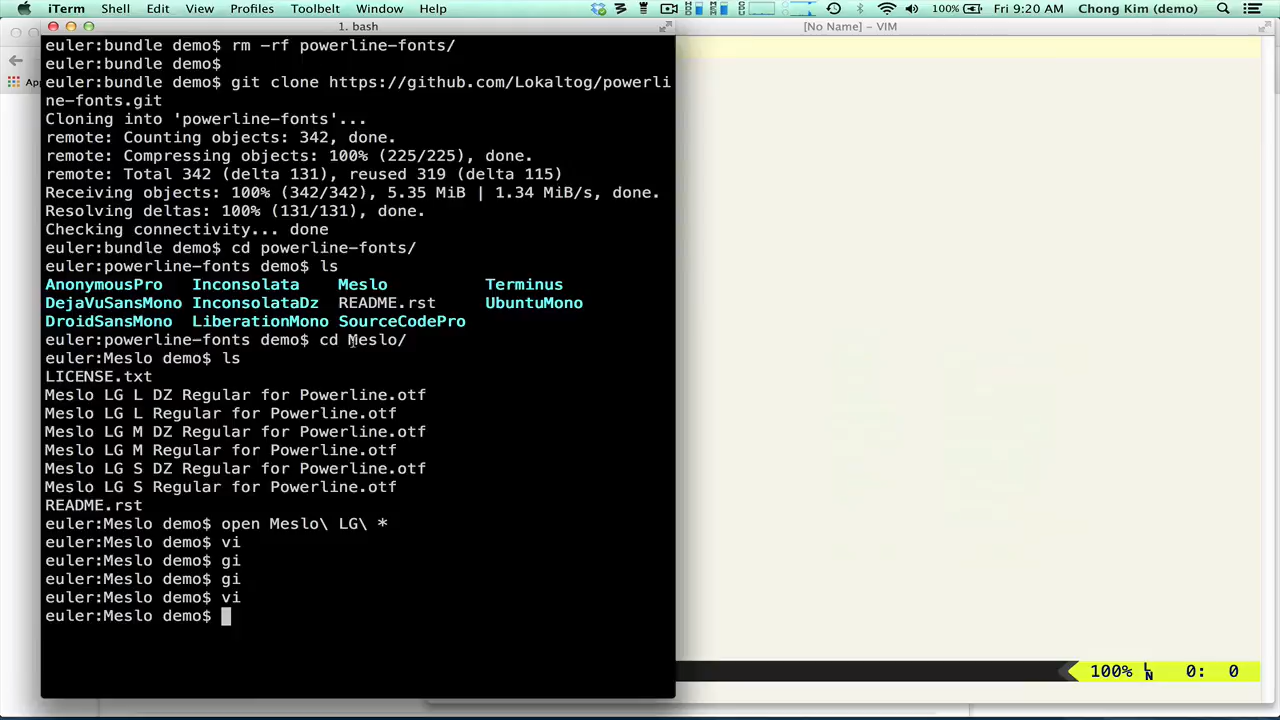 iTerm Shell Edit View Profiles Toolbelt Window Help 100% Fri 9:20 AM Chong Kim (demo)
1. bash
[No Name] – VIM
euler:bundle demo$ rm -rf powerline-fonts/
euler:bundle demo$
euler:bundle demo$ git clone https://github.com/Lokaltog/powerli
ne-fonts.git
Cloning into 'powerline-fonts'...
remote: Counting objects: 342, done.
remote: Compressing objects: 100% (225/225), done.
remote: Total 342 (delta 131), reused 319 (delta 115)
Receiving objects: 100% (342/342), 5.35 MiB | 1.34 MiB/s, done.
Resolving deltas: 100% (131/131), done.
Checking connectivity... done
euler:bundle demo$ cd powerline-fonts/
euler:powerline-fonts demo$ ls
AnonymousPro Inconsolata Meslo Terminus
DejaVuSansMono InconsolataDz README.rst UbuntuMono
DroidSansMono LiberationMono SourceCodePro
euler:powerline-fonts demo$ cd Meslo/
euler:Meslo demo$ ls
LICENSE.txt
Meslo LG L DZ Regular for Powerline.otf
Meslo LG L Regular for Powerline.otf
Meslo LG M DZ Regular for Powerline.otf
Meslo LG M Regular for Powerline.otf
Meslo LG S DZ Regular for Powerline.otf
Meslo LG S Regular for Powerline.otf
README.rst
euler:Meslo demo$ open Meslo\ LG\ *
euler:Meslo demo$ vi
euler:Meslo demo$ gi
euler:Meslo demo$ gi
euler:Meslo demo$ vi
euler:Meslo demo$
100% LN 0: 0